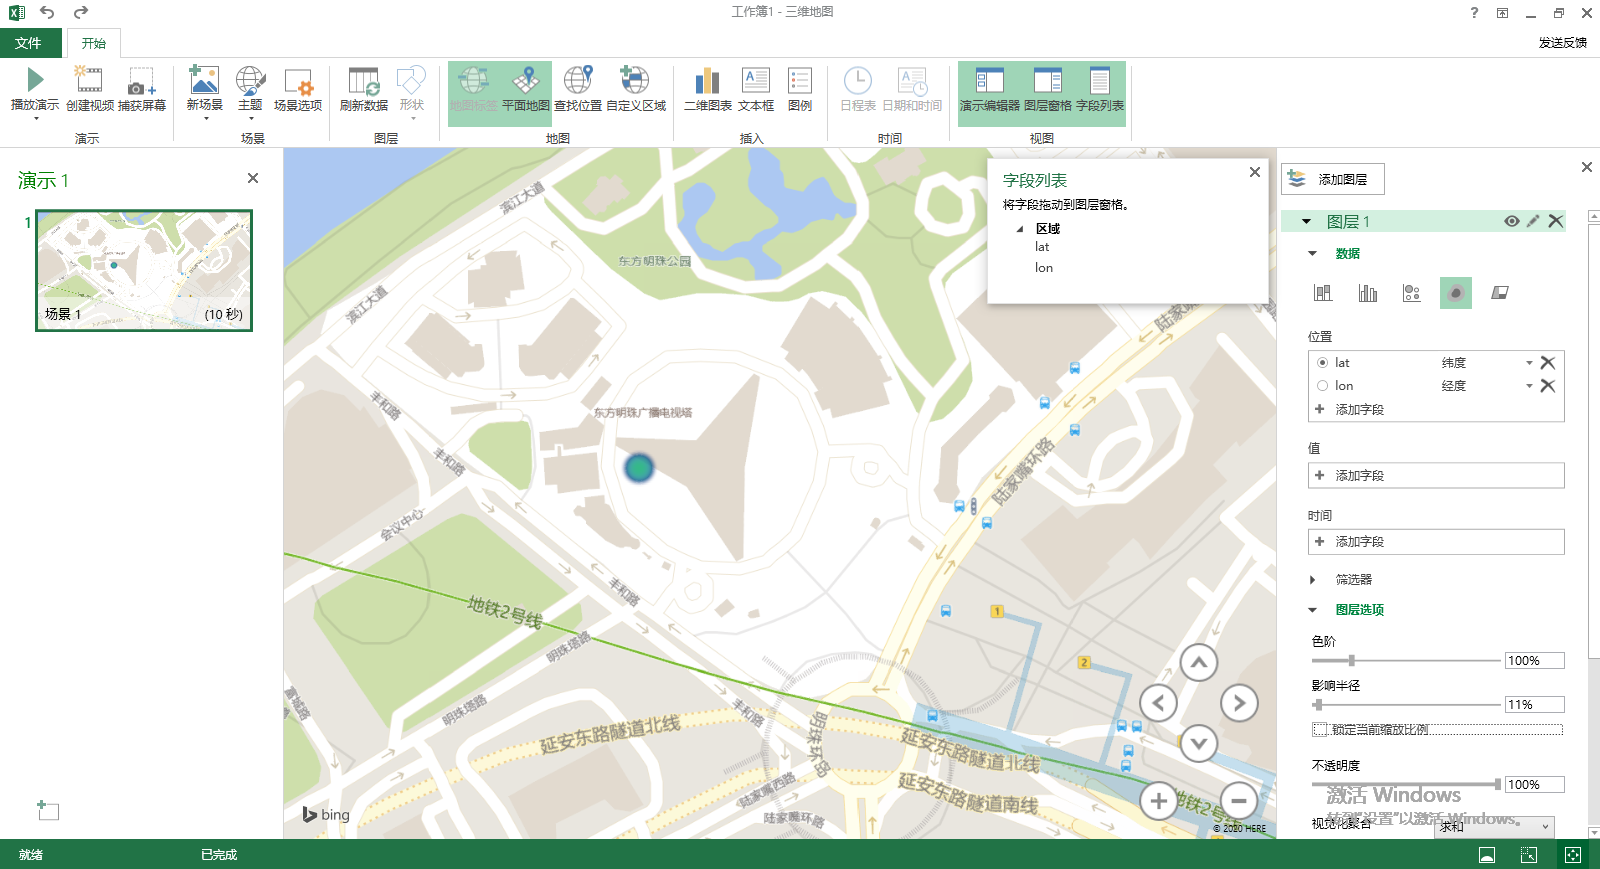 工作簿1 - 三维地图
?
文件
开始
发送反馈
播放演示
创建视频
捕获屏幕
新场景
主题
场景选项
刷新数据
形状
地图标签
平面地图
查找位置
自定义区域
二维图表
文本框
图例
日程表
日期和时间
演示编辑器
图层窗格
字段列表
演示
场景
图层
地图
插入
时间
视图
演示 1
1
场景 1
(10 秒)
滨江大道
东方明珠公园
滨江大道
丰和路
东方明珠广播电视塔
丰和路
会议中心
丰和路
地铁2号线
明珠塔路
明珠塔路
富城路
丰和路
陆家嘴环路
陆家嘴环路
1
2
延安东路隧道北线
明珠环路
延安东路隧道北线
延安东路隧道南线
陆家嘴西路
陆家嘴环路
地铁2号线
bing
© 2020 HERE
字段列表
将字段拖动到图层窗格。
区域
lat
lon
添加图层
图层 1
数据
位置
lat 纬度
lon 经度
添加字段
值
添加字段
时间
添加字段
筛选器
图层选项
色阶
100%
影响半径
11%
锁定当前缩放比例
不透明度
100%
激活 Windows
转到"设置"以激活 Windows。
视觉化聚合
求和
就绪
已完成